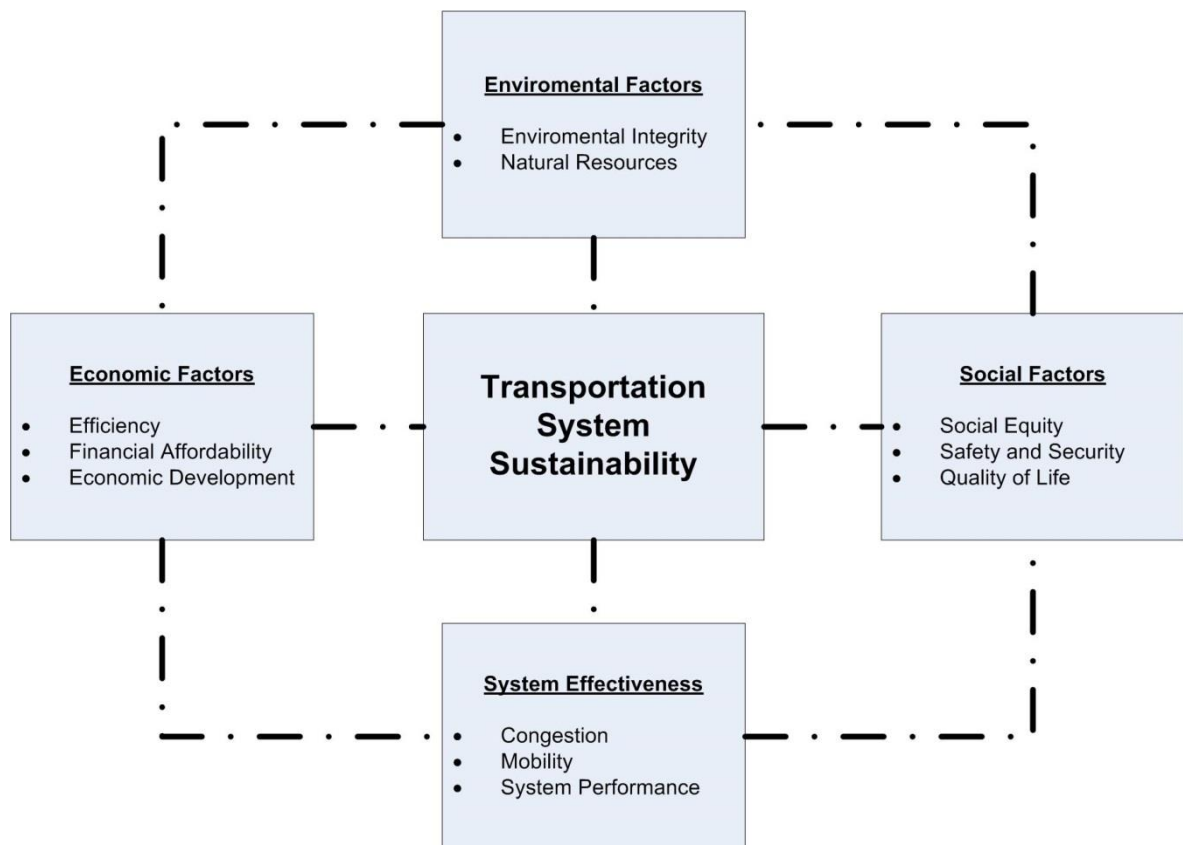 Enviromental Factors
• Enviromental Integrity
• Natural Resources
Economic Factors
• Efficiency
• Financial Affordability
• Economic Development
Transportation
System
Sustainability
Social Factors
• Social Equity
• Safety and Security
• Quality of Life
System Effectiveness
• Congestion
• Mobility
• System Performance